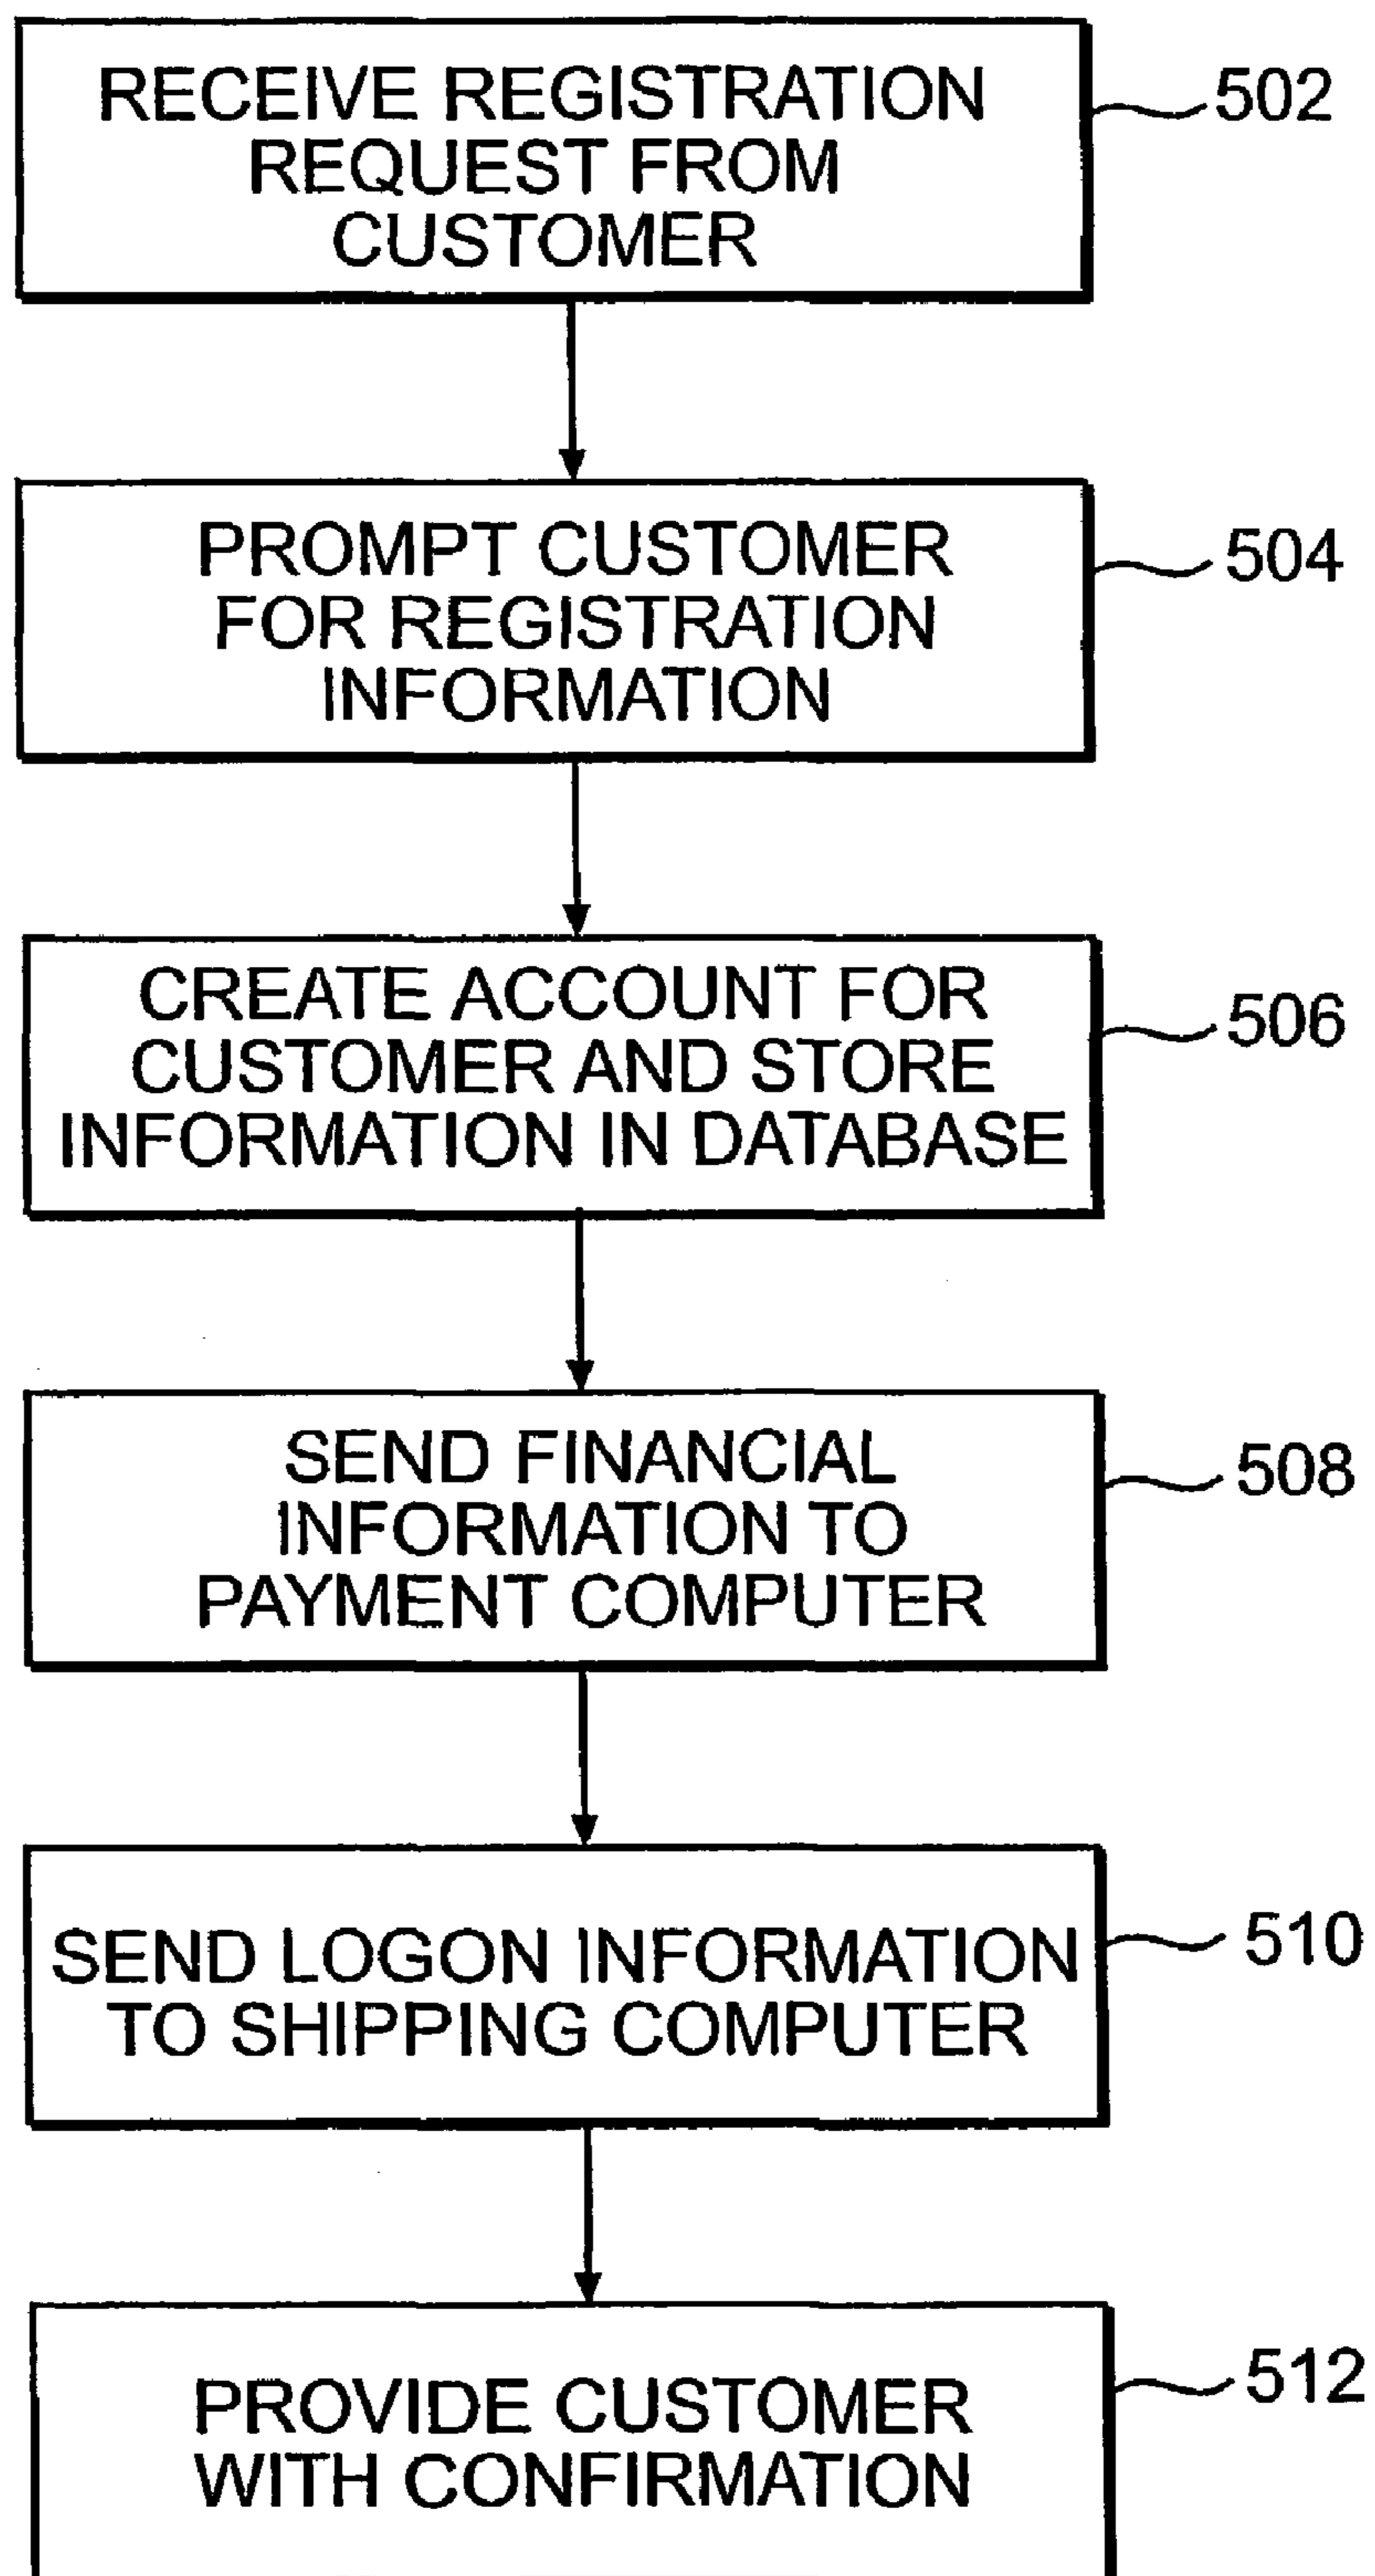 RECEIVE REGISTRATION
REQUEST FROM
CUSTOMER
502
PROMPT CUSTOMER
FOR REGISTRATION
INFORMATION
504
CREATE ACCOUNT FOR
CUSTOMER AND STORE
INFORMATION IN DATABASE
506
SEND FINANCIAL
INFORMATION TO
PAYMENT COMPUTER
508
SEND LOGON INFORMATION
TO SHIPPING COMPUTER
510
PROVIDE CUSTOMER
WITH CONFIRMATION
512